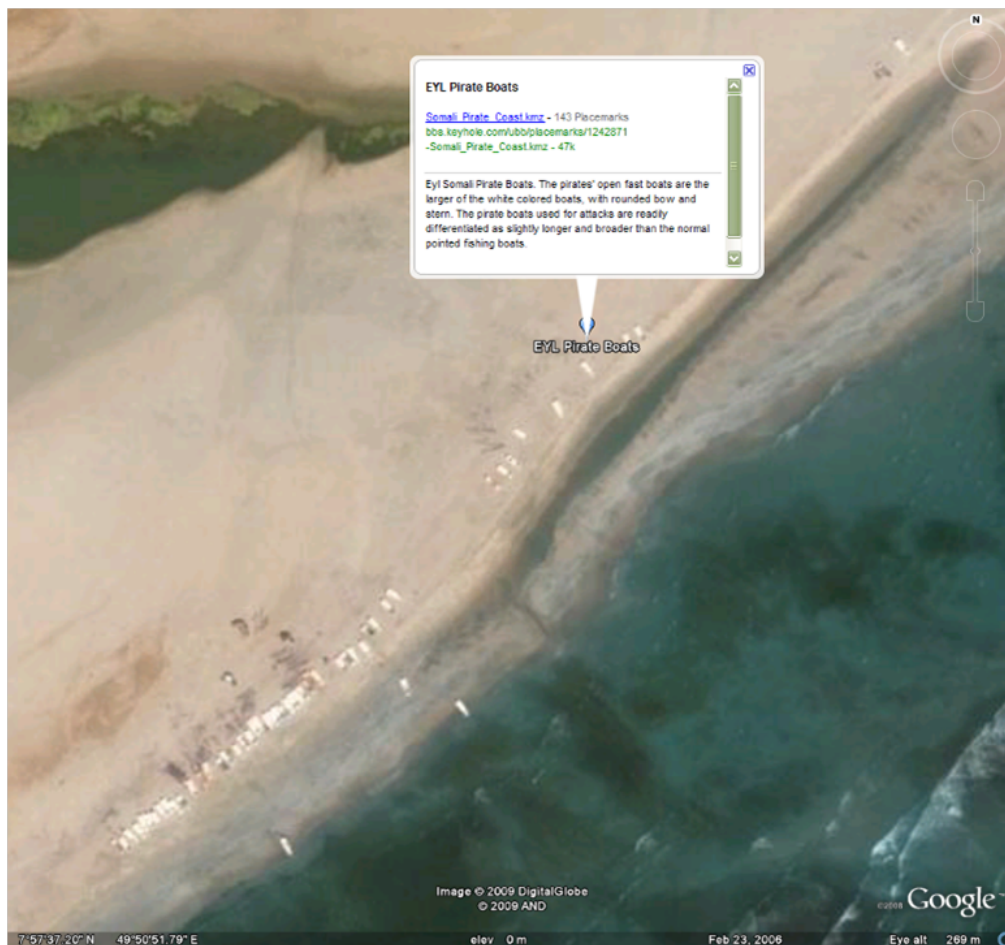 N
EYL Pirate Boats
Somali_Pirate_Coast.kmz - 143 Placemarks
bbs.keyhole.com/ubb/placemarks/1242871
-Somali_Pirate_Coast.kmz - 47k
Eyl Somali Pirate Boats. The pirates' open fast boats are the
larger of the white colored boats, with rounded bow and
stern. The pirate boats used for attacks are readily
differentiated as slightly longer and broader than the normal
pointed fishing boats.
EYL Pirate Boats
Image © 2009 DigitalGlobe
© 2009 AND
©2008 Google™
7°57'37.20" N 49°50'51.79" E elev 0 m Feb 23, 2006 Eye alt 269 m